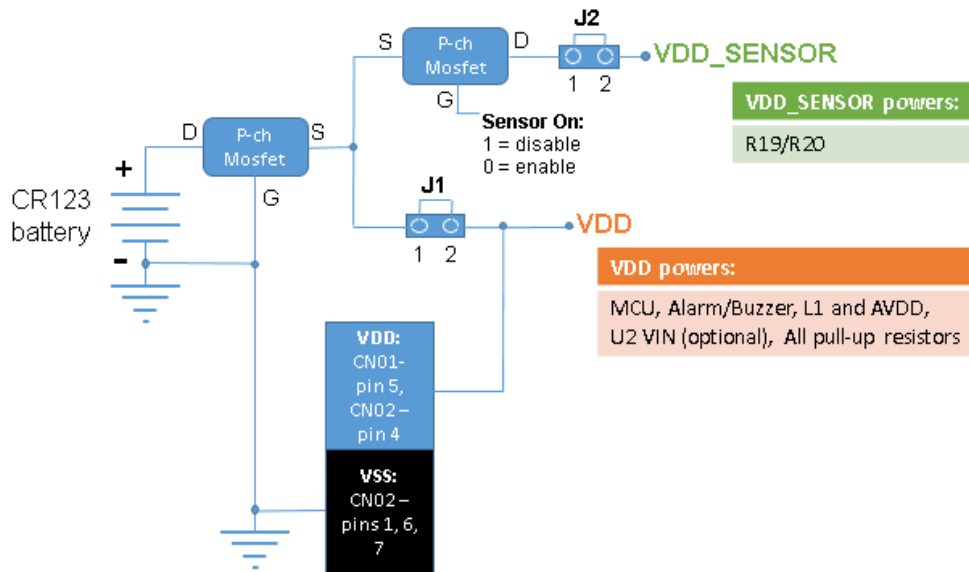 J2
S
P-ch
Mosfet
D
VDD_SENSOR
1 2
G
VDD_SENSOR powers:
R19/R20
Sensor On:
1 = disable
0 = enable
D
P-ch
Mosfet
S
+
G
CR123
battery
-
J1
1 2
VDD
VDD powers:
MCU, Alarm/Buzzer, L1 and AVDD,
U2 VIN (optional), All pull-up resistors
VDD:
CN01-
pin 5,
CN02 –
pin 4
VSS:
CN02 –
pins 1, 6,
7